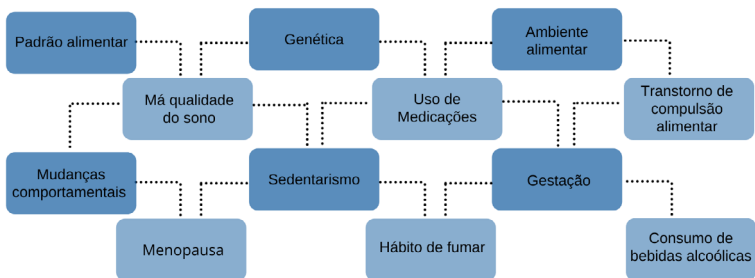 Padrão alimentar
Genética
Ambiente
alimentar
Má qualidade
do sono
Uso de
Medicações
Transtorno de
compulsão
alimentar
Mudanças
comportamentais
Sedentarismo
Gestação
Menopausa
Hábito de fumar
Consumo de
bebidas alcoólicas